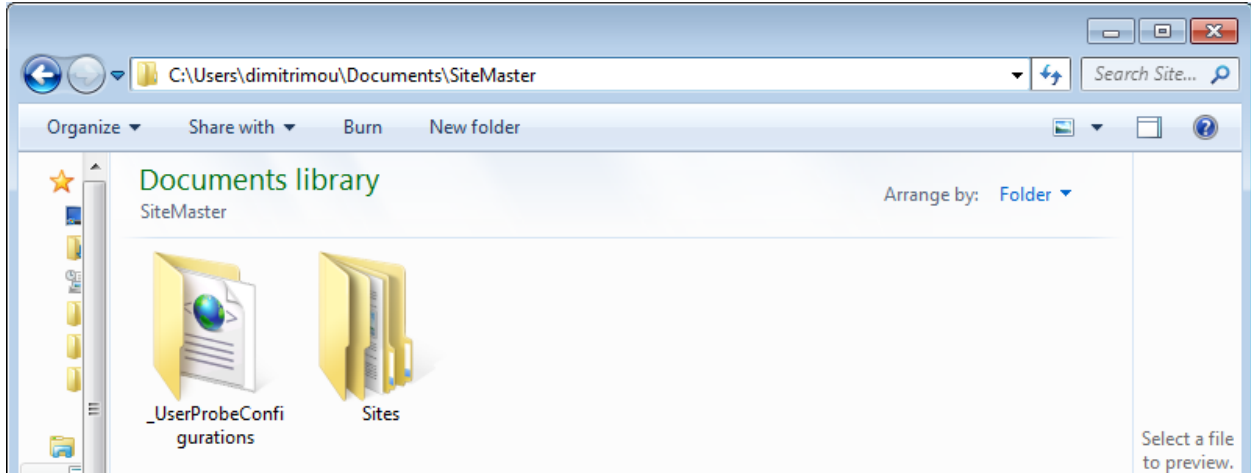 C:\Users\dimitrimou\Documents\SiteMaster
Search Site...
Organize
Share with
Burn
New folder
Documents library
SiteMaster
Arrange by: Folder
_UserProbeConfi
gurations
Sites
Select a file
to preview.